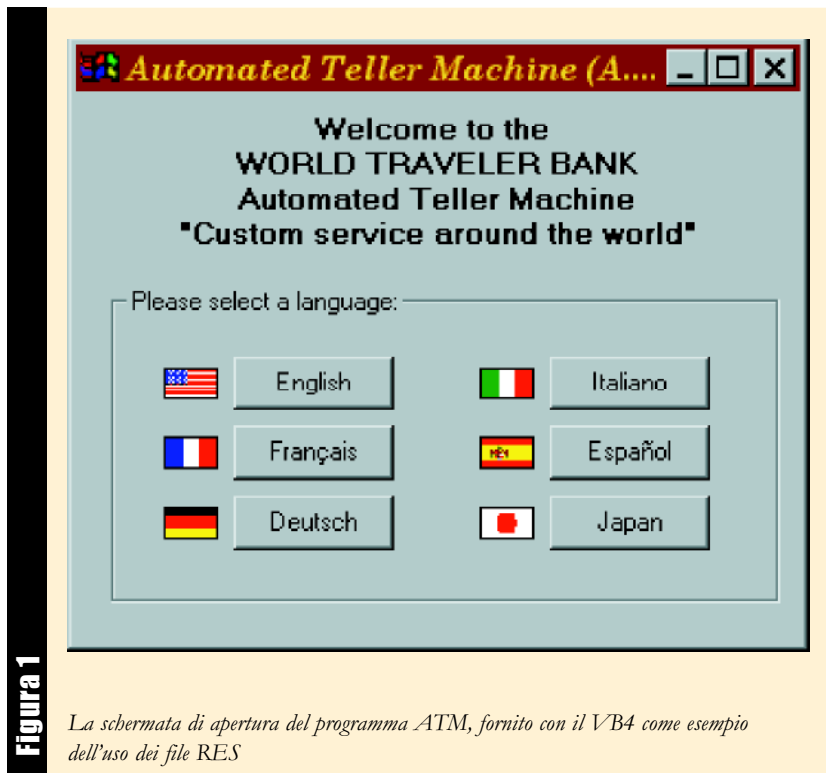 Automated Teller Machine (A....
Welcome to the
WORLD TRAVELER BANK
Automated Teller Machine
"Custom service around the world"
Please select a language:
English
Italiano
Français
Español
Deutsch
Japan
Figura 1
La schermata di apertura del programma ATM, fornito con il VB4 come esempio
dell'uso dei file RES